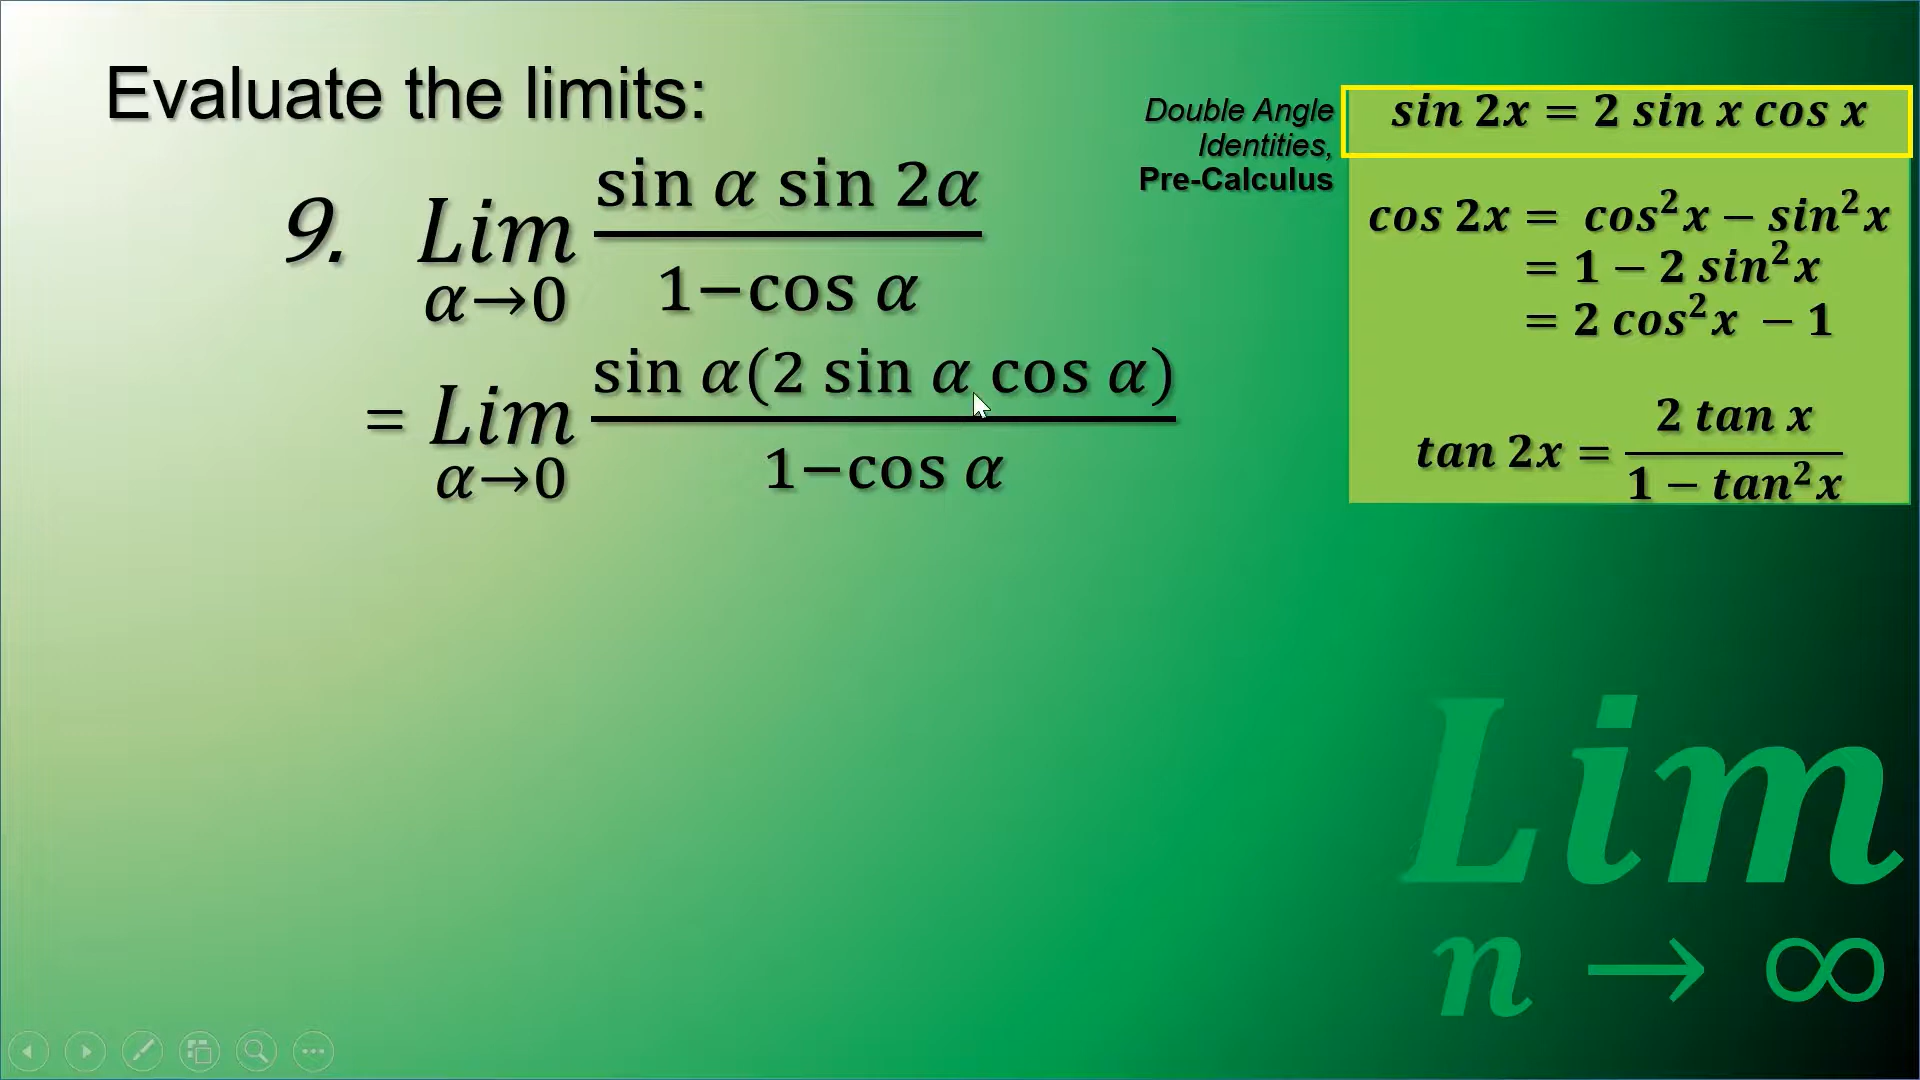 Evaluate the limits:
9. Lim α→0 sin α sin 2α / 1−cos α
= Lim α→0 sin α(2 sin α cos α) / 1−cos α
Double Angle
Identities,
Pre-Calculus
sin 2x = 2 sin x cos x
cos 2x = cos²x − sin²x
= 1 − 2 sin²x
= 2 cos²x − 1
tan 2x = 2 tan x / 1 − tan²x
Lim
n → ∞